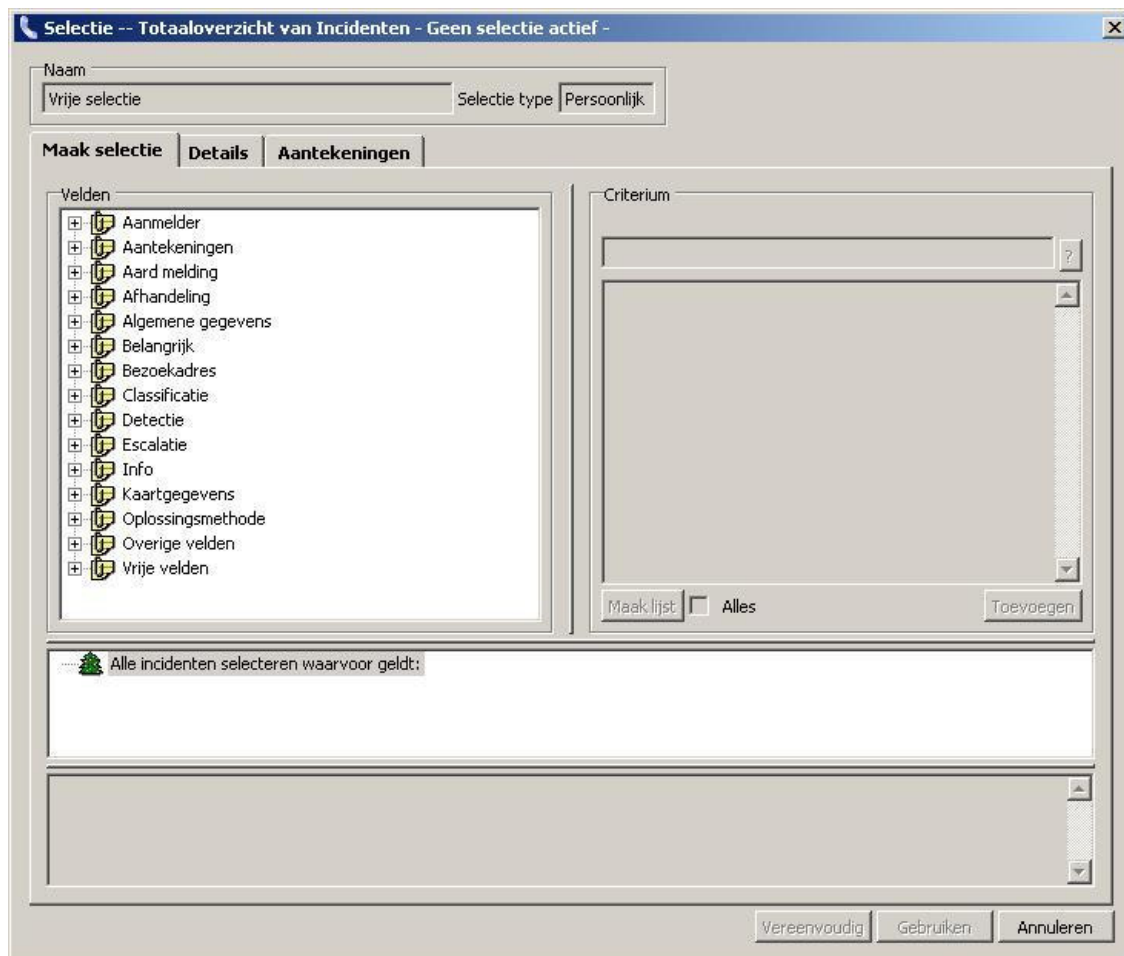 Selectie -- Totaaloverzicht van Incidenten - Geen selectie actief -
Naam
Vrije selectie
Selectie type Persoonlijk
Maak selectie
Details
Aantekeningen
Velden
Aanmelder
Aantekeningen
Aard melding
Afhandeling
Algemene gegevens
Belangrijk
Bezoekadres
Classificatie
Detectie
Escalatie
Info
Kaartgegevens
Oplossingsmethode
Overige velden
Vrije velden
Criterium
?
Maak lijst
Alles
Toevoegen
Alle incidenten selecteren waarvoor geldt:
Vereenvoudig
Gebruiken
Annuleren